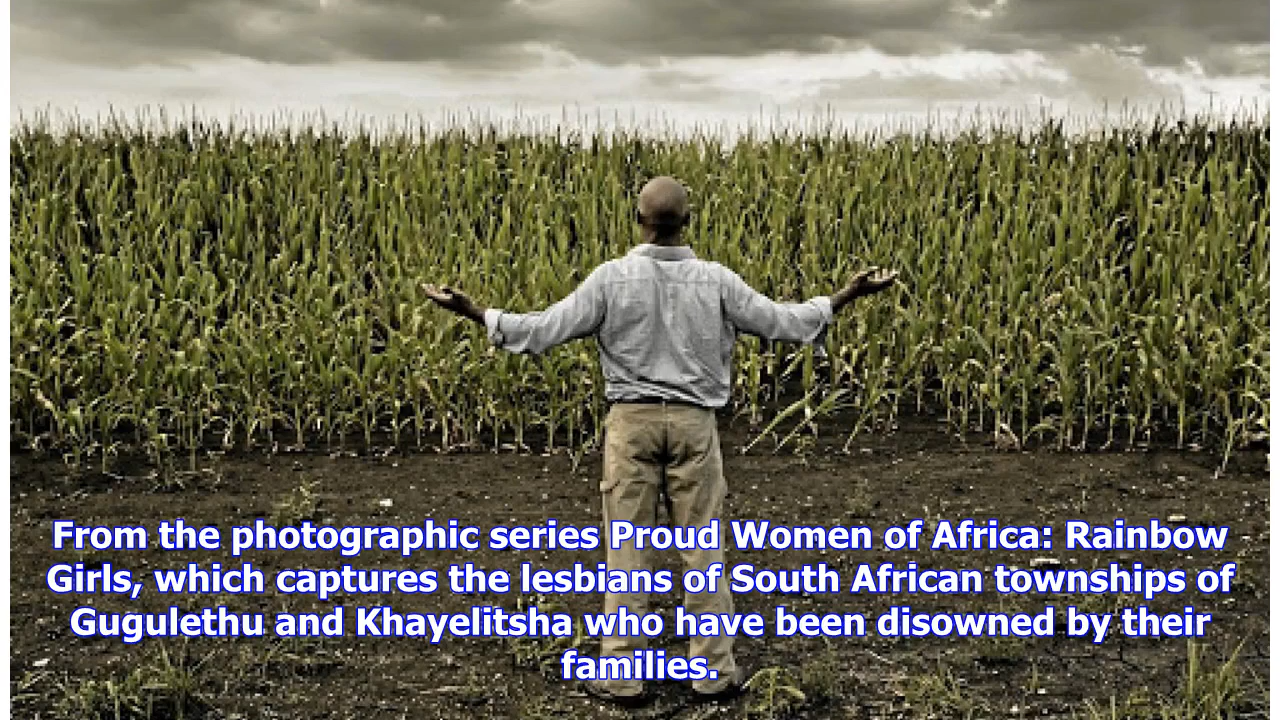 From the photographic series Proud Women of Africa: Rainbow
Girls, which captures the lesbians of South African townships of
Gugulethu and Khayelitsha who have been disowned by their
families.